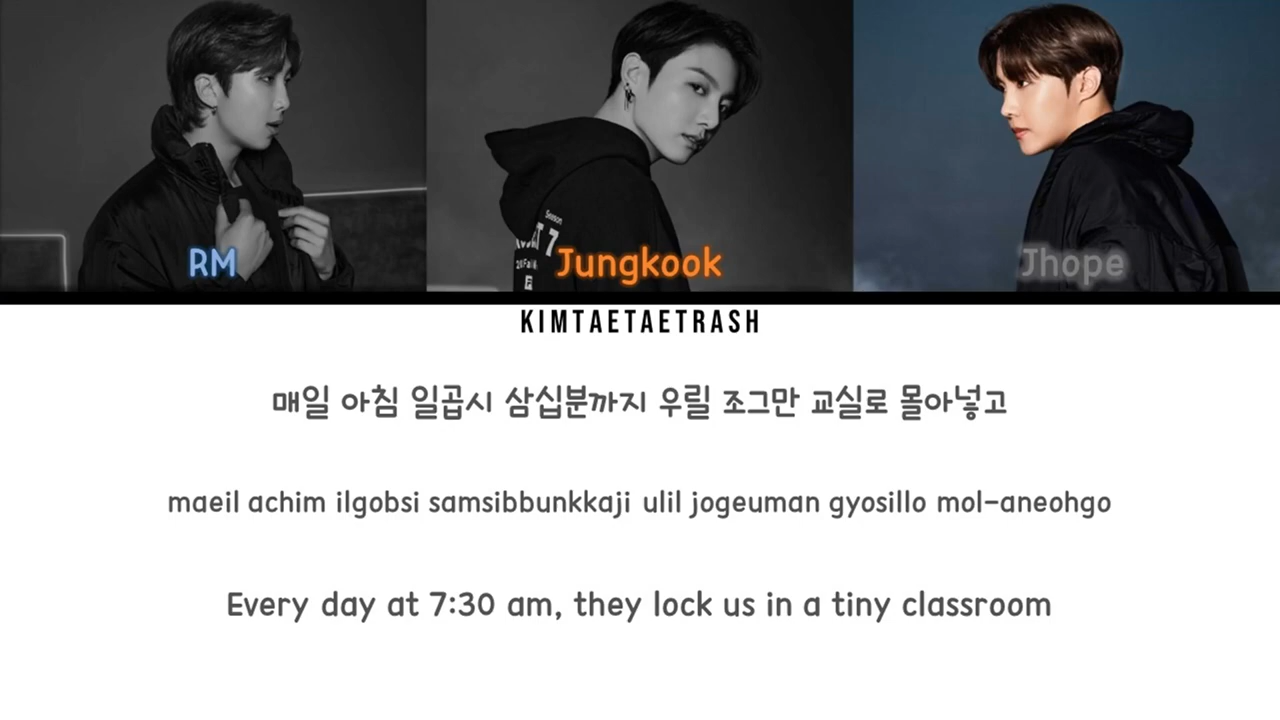 RM
Jungkook
Jhope
Season
7
KIMTAETAETRASH
매일 아침 일곱시 삼십분까지 우릴 조그만 교실로 몰아넣고
maeil achim ilgobsi samsibbunkkaji ulil jogeuman gyosillo mol-aneohgo
Every day at 7:30 am, they lock us in a tiny classroom